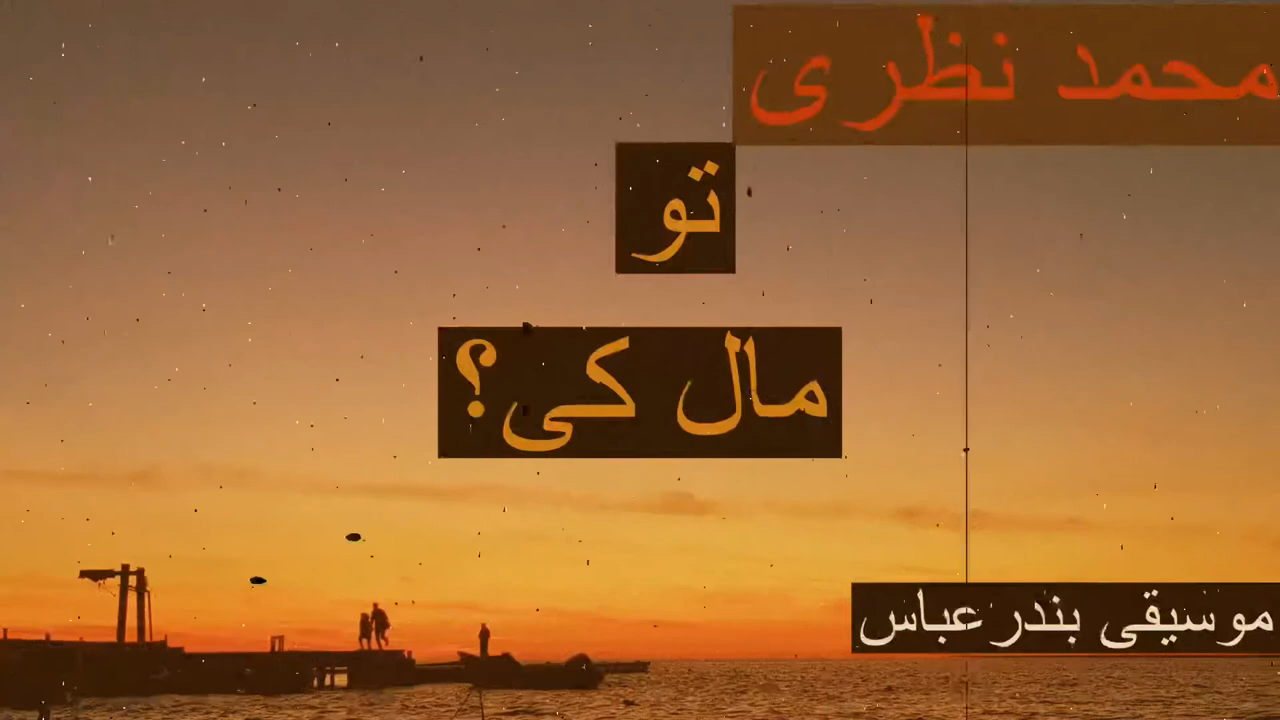 محمد نظری
تو
مال کی؟
موسیقی بندرعباس